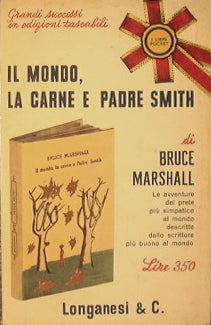 Grandi successi
in edizioni tascabili
I LIBRI
POCKET
IL MONDO,
LA CARNE E PADRE SMITH
di
BRUCE
MARSHALL
Le avventure
del prete
più simpatico
al mondo
descritte
dallo scrittore
più buono al mondo
Lire 350
BRUCE MARSHALL
Il mondo, la carne e Padre Smith
Longanesi & C.